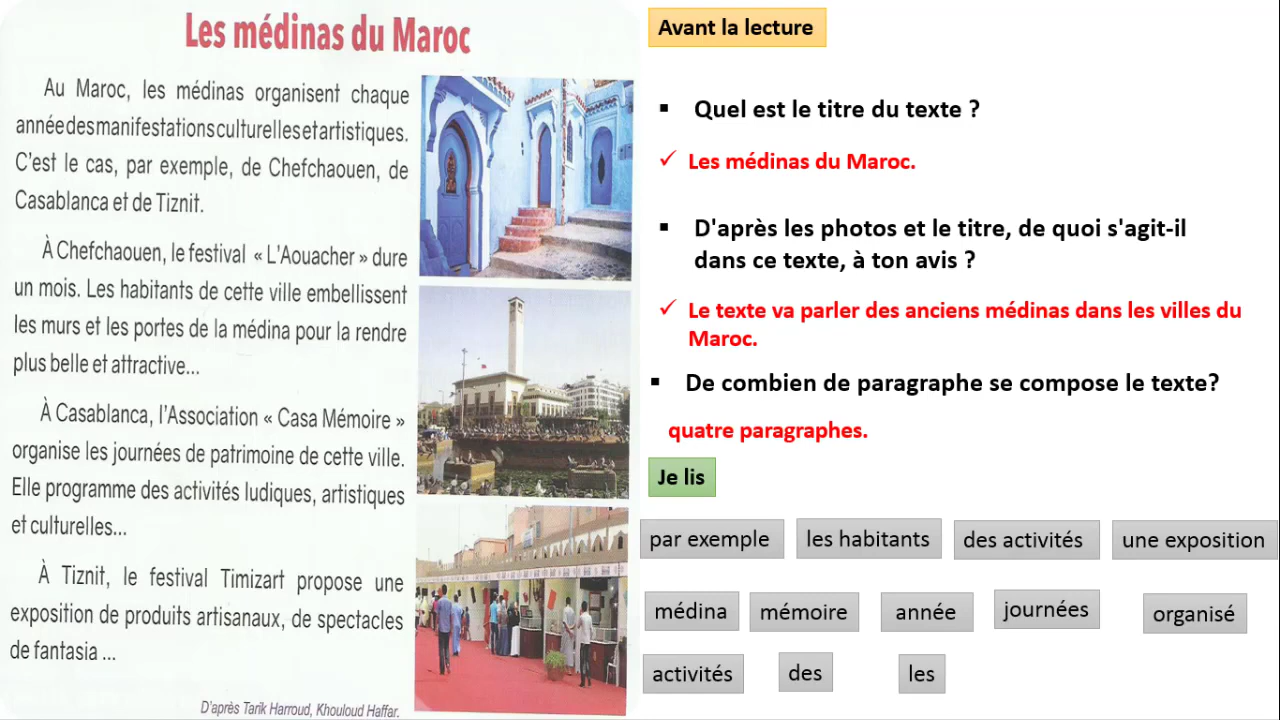 Les médinas du Maroc
Au Maroc, les médinas organisent chaque
année des manifestations culturelles et artistiques.
C'est le cas, par exemple, de Chefchaouen, de
Casablanca et de Tiznit.
À Chefchaouen, le festival « L'Aouacher » dure
un mois. Les habitants de cette ville embellissent
les murs et les portes de la médina pour la rendre
plus belle et attractive...
À Casablanca, l'Association « Casa Mémoire »
organise les journées de patrimoine de cette ville.
Elle programme des activités ludiques, artistiques
et culturelles...
À Tiznit, le festival Timizart propose une
exposition de produits artisanaux, de spectacles
de fantasia ...
D'après Tarik Harroud, Khouloud Haffar.
Avant la lecture
▪ Quel est le titre du texte ?
✓ Les médinas du Maroc.
▪ D'après les photos et le titre, de quoi s'agit-il
dans ce texte, à ton avis ?
✓ Le texte va parler des anciens médinas dans les villes du
Maroc.
▪ De combien de paragraphe se compose le texte?
quatre paragraphes.
Je lis
par exemple les habitants des activités une exposition
médina mémoire année journées organisé
activités des les